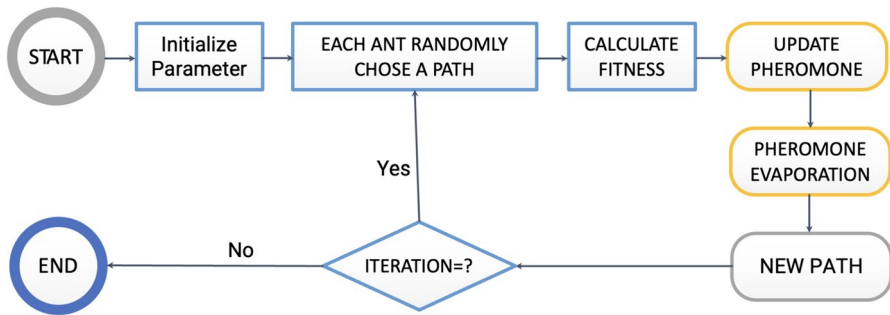 START
Initialize
Parameter
EACH ANT RANDOMLY
CHOSE A PATH
CALCULATE
FITNESS
UPDATE
PHEROMONE
PHEROMONE
EVAPORATION
NEW PATH
ITERATION=?
Yes
No
END